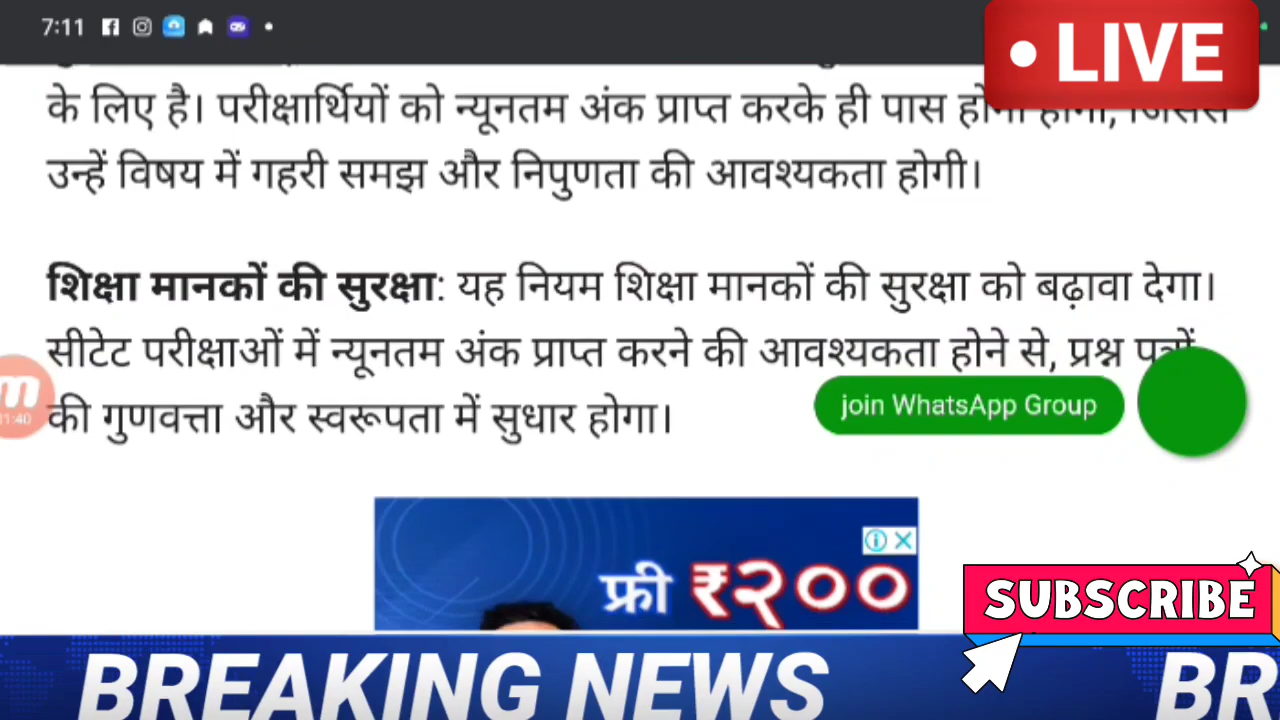 7:11
LIVE
के लिए है। परीक्षार्थियों को न्यूनतम अंक प्राप्त करके ही पास होना होगा, जिससे
उन्हें विषय में गहरी समझ और निपुणता की आवश्यकता होगी।
शिक्षा मानकों की सुरक्षा: यह नियम शिक्षा मानकों की सुरक्षा को बढ़ावा देगा।
सीटेट परीक्षाओं में न्यूनतम अंक प्राप्त करने की आवश्यकता होने से, प्रश्न पत्रों
की गुणवत्ता और स्वरूपता में सुधार होगा।
join WhatsApp Group
फ्री ₹२००
SUBSCRIBE
BREAKING NEWS BR